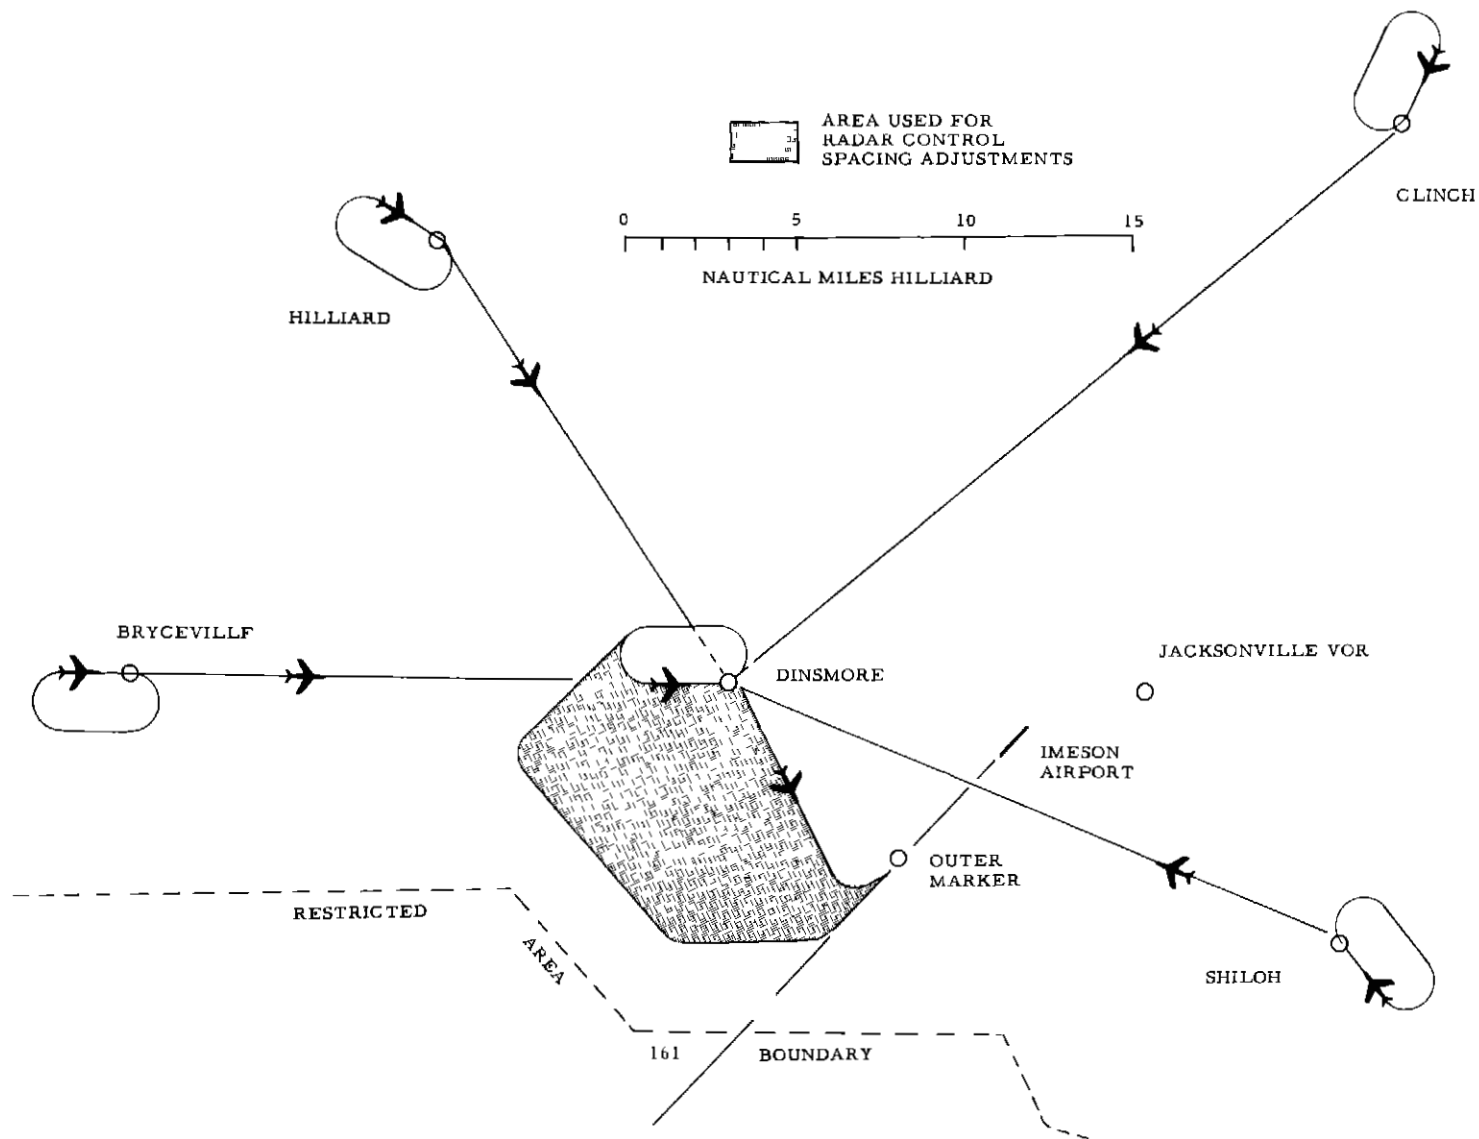 AREA USED FOR
RADAR CONTROL
SPACING ADJUSTMENTS
CLINCH
0 5 10 15
NAUTICAL MILES HILLIARD
HILLIARD
BRYCEVILLF
JACKSONVILLE VOR
DINSMORE
IMESON
AIRPORT
OUTER
MARKER
RESTRICTED
AREA
SHILOH
161 BOUNDARY